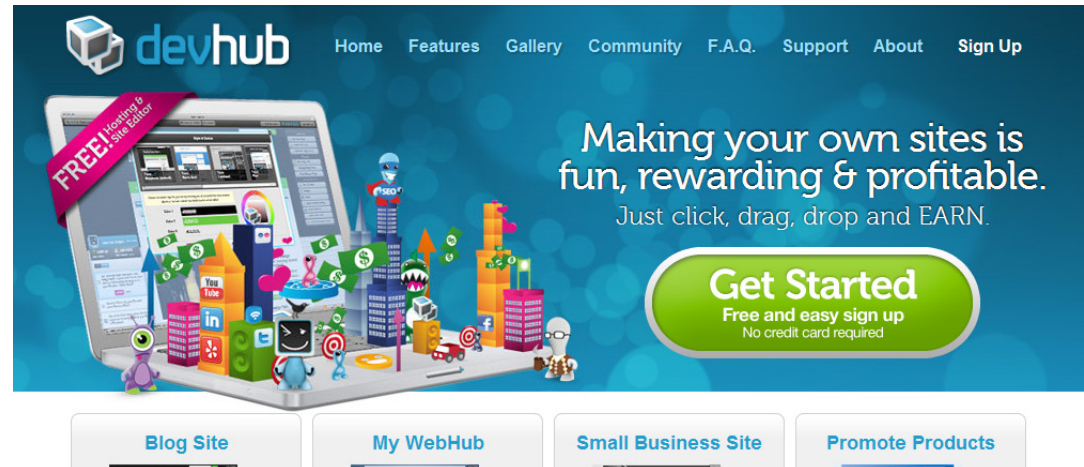 devhub
Home Features Gallery Community F.A.Q. Support About Sign Up
FREE! Hosting &
Site Editor
Making your own sites is
fun, rewarding & profitable.
Just click, drag, drop and EARN.
SEO
You
Tube
in
f
Get Started
Free and easy sign up
No credit card required
Blog Site My WebHub Small Business Site Promote Products